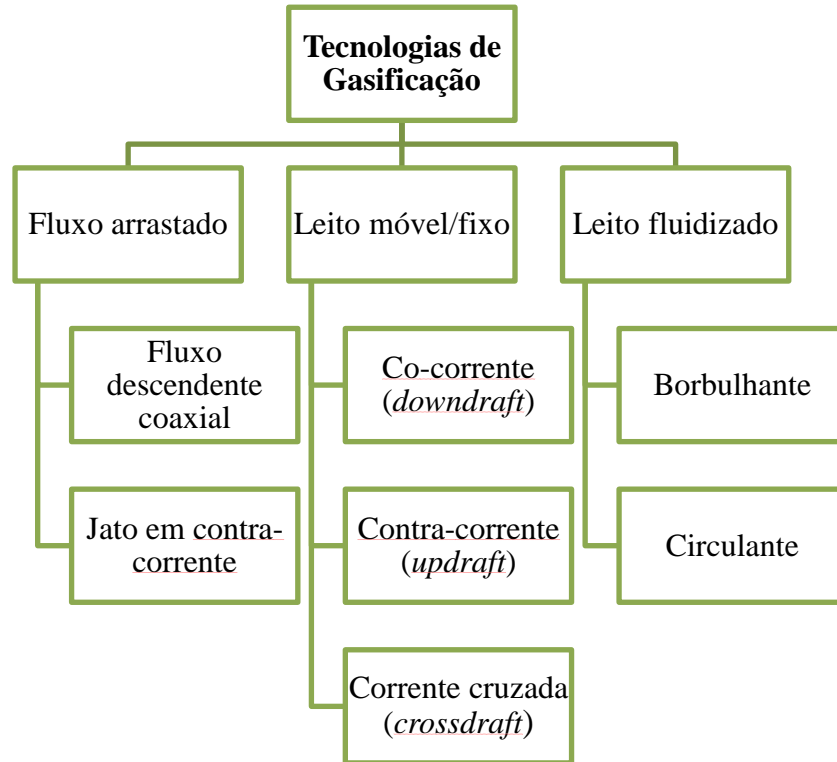 Tecnologias de
Gasificação
Fluxo arrastado
Leito móvel/fixo
Leito fluidizado
Fluxo
descendente
coaxial
Jato em contra-
corrente
Co-corrente
(downdraft)
Contra-corrente
(updraft)
Corrente cruzada
(crossdraft)
Borbulhante
Circulante